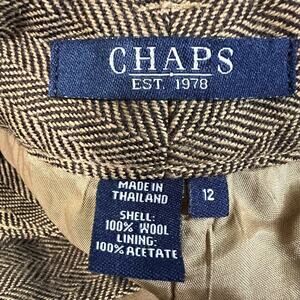 CHAPS
EST. 1978
MADE IN
THAILAND
12
SHELL:
100% WOOL
LINING:
100% ACETATE